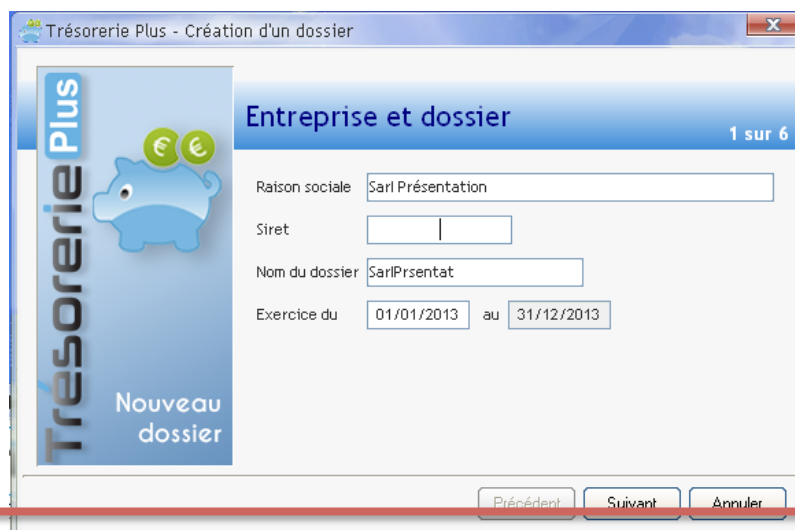 Trésorerie Plus - Création d'un dossier
Trésorerie Plus
Entreprise et dossier
1 sur 6
Raison sociale Sarl Présentation
Siret
Nom du dossier SarlPrsentat
Exercice du 01/01/2013 au 31/12/2013
Nouveau
dossier
Précédent Suivant Annuler